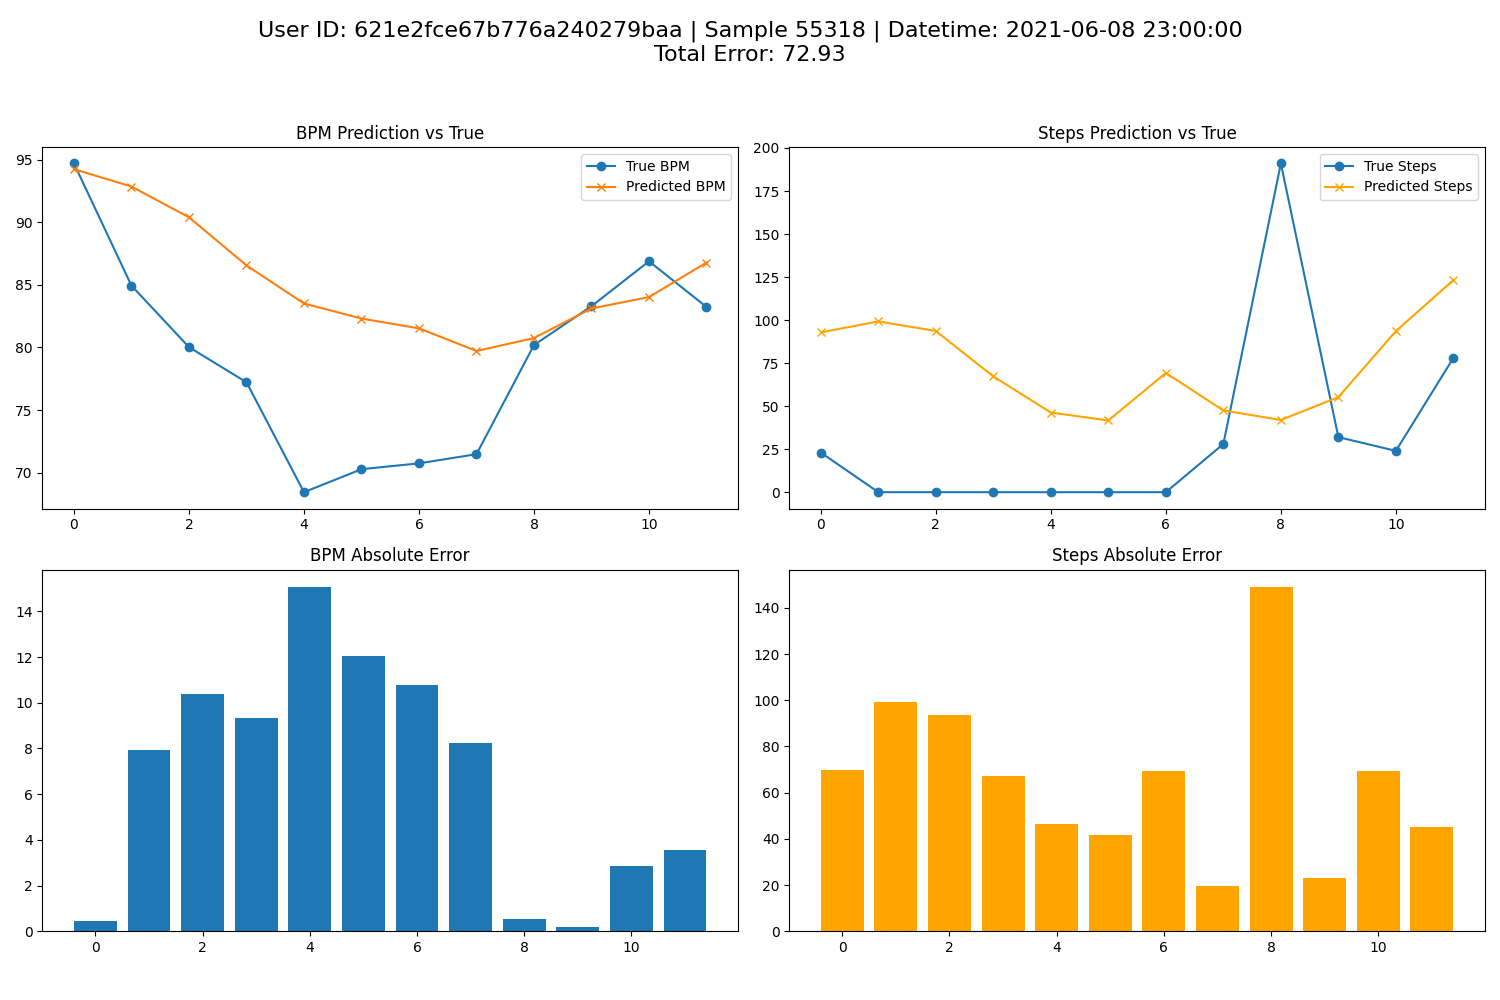 User ID: 621e2fce67b776a240279baa | Sample 55318 | Datetime: 2021-06-08 23:00:00
Total Error: 72.93
BPM Prediction vs True
95
90
85
80
75
70
0 2 4 6 8 10
True BPM
Predicted BPM
Steps Prediction vs True
200
175
150
125
100
75
50
25
0
0 2 4 6 8 10
True Steps
Predicted Steps
BPM Absolute Error
14
12
10
8
6
4
2
0
0 2 4 6 8 10
Steps Absolute Error
140
120
100
80
60
40
20
0
0 2 4 6 8 10